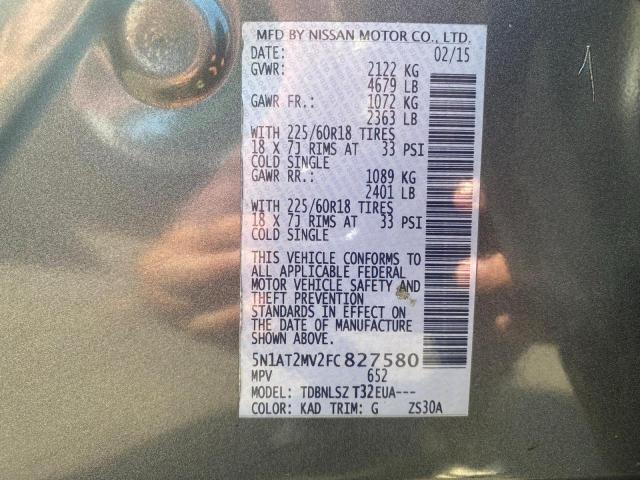 MFD BY NISSAN MOTOR CO., LTD.
DATE: 02/15
GVWR: 2122 KG
4679 LB
GAWR FR.: 1072 KG
2363 LB
WITH 225/60R18 TIRES
18 X 7J RIMS AT 33 PSI
COLD SINGLE
GAWR RR.: 1089 KG
2401 LB
WITH 225/60R18 TIRES
18 X 7J RIMS AT 33 PSI
COLD SINGLE
THIS VEHICLE CONFORMS TO
ALL APPLICABLE FEDERAL
MOTOR VEHICLE SAFETY AND
THEFT PREVENTION
STANDARDS IN EFFECT ON
THE DATE OF MANUFACTURE
SHOWN ABOVE.
5N1AT2MV2FC827580
MPV 652
MODEL: TDBNLSZ T32EUA---
COLOR: KAD TRIM: G ZS30A